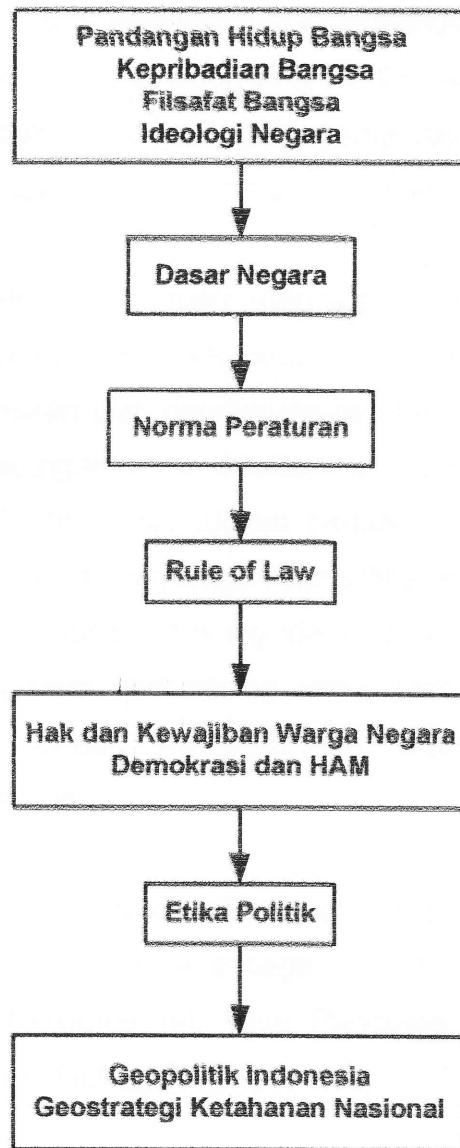 Pandangan Hidup Bangsa
Kepribadian Bangsa
Filsafat Bangsa
Ideologi Negara
Dasar Negara
Norma Peraturan
Rule of Law
Hak dan Kewajiban Warga Negara
Demokrasi dan HAM
Etika Politik
Geopolitik Indonesia
Geostrategi Ketahanan Nasional